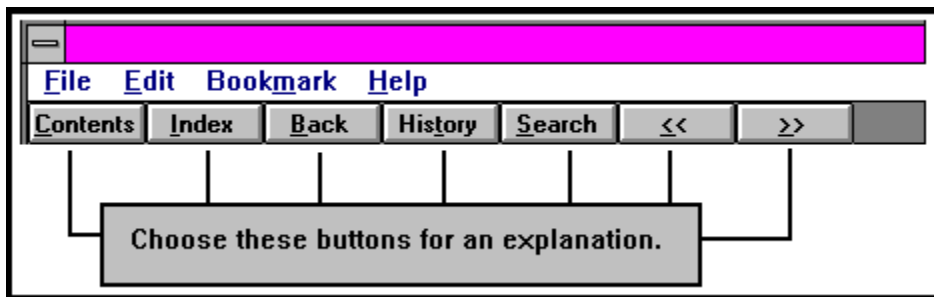 File Edit Bookmark Help
Contents Index Back History Search << >>
Choose these buttons for an explanation.